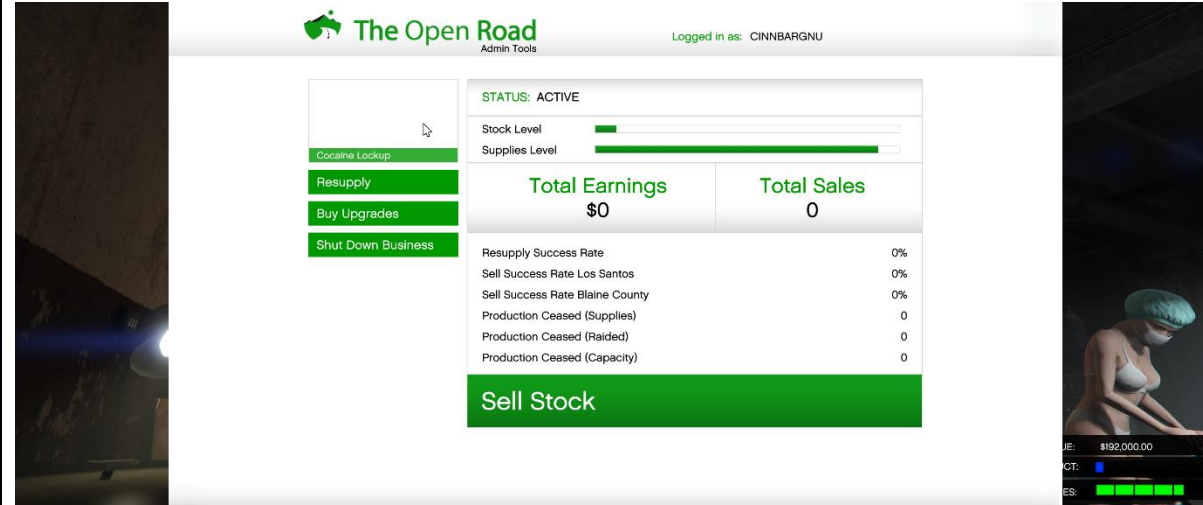 The Open Road
Admin Tools
Logged in as: CINNBARGNU
Cocaine Lockup
Resupply
Buy Upgrades
Shut Down Business
STATUS: ACTIVE
Stock Level
Supplies Level
Total Earnings
$0
Total Sales
0
Resupply Success Rate 0%
Sell Success Rate Los Santos 0%
Sell Success Rate Blaine County 0%
Production Ceased (Supplies) 0
Production Ceased (Raided) 0
Production Ceased (Capacity) 0
Sell Stock
UE: $192,000.00
CT:
ES: